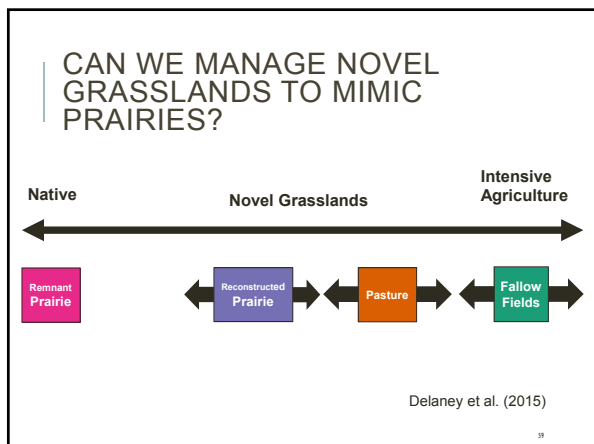 CAN WE MANAGE NOVEL
GRASSLANDS TO MIMIC
PRAIRIES?
Native
Novel Grasslands
Intensive
Agriculture
Remnant
Prairie
Reconstructed
Prairie
Pasture
Fallow
Fields
Delaney et al. (2015)
59